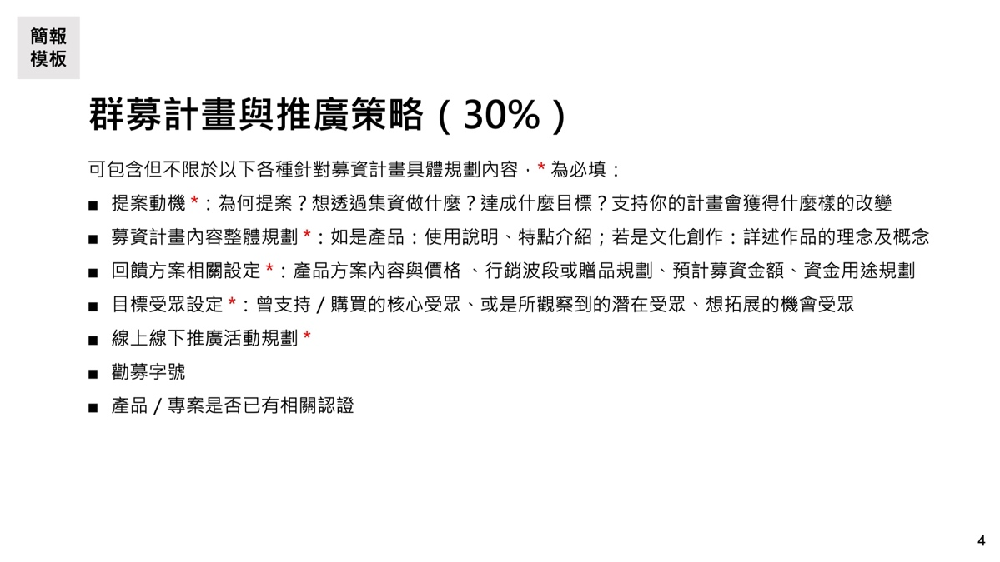 簡報
模板
群募計畫與推廣策略（30%）
可包含但不限於以下各種針對募資計畫具體規劃內容，* 為必填：
■ 提案動機 *：為何提案？想透過集資做什麼？達成什麼目標？支持你的計畫會獲得什麼樣的改變
■ 募資計畫內容整體規劃 *：如是產品：使用說明、特點介紹；若是文化創作：詳述作品的理念及概念
■ 回饋方案相關設定 *：產品方案內容與價格 、行銷波段或贈品規劃、預計募資金額、資金用途規劃
■ 目標受眾設定 *：曾支持 / 購買的核心受眾、或是所觀察到的潛在受眾、想拓展的機會受眾
■ 線上線下推廣活動規劃 *
■ 勸募字號
■ 產品 / 專案是否已有相關認證
4